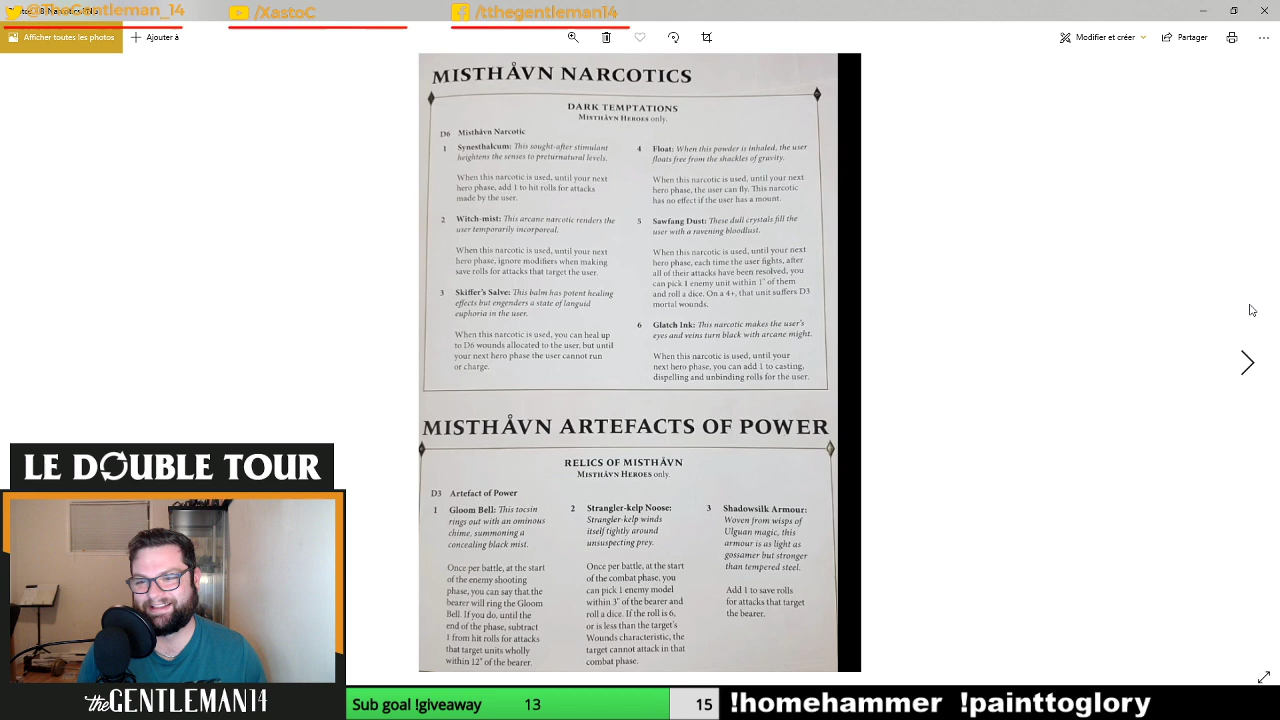 @TheGentleman_14
/XastoC
/tthegentleman14
Afficher toutes les photos
Ajouter à
Modifier et créer
Partager
MISTHÅVN NARCOTICS
DARK TEMPTATIONS
MISTHÅVN HEROES only.
D6 Misthåvn Narcotic
1 Synesthalcum: This sought-after stimulant
heightens the senses to preturnatural levels.
When this narcotic is used, until your next
hero phase, add 1 to hit rolls for attacks
made by the user.
2 Witch-mist: This arcane narcotic renders the
user temporarily incorporeal.
When this narcotic is used, until your next
hero phase, ignore modifiers when making
save rolls for attacks that target the user.
3 Skiffer's Salve: This balm has potent healing
effects but engenders a state of languid
euphoria in the user.
When this narcotic is used, you can heal up
to D6 wounds allocated to the user, but until
your next hero phase the user cannot run
or charge.
4 Float: When this powder is inhaled, the user
floats free from the shackles of gravity.
When this narcotic is used, until your next
hero phase, the user can fly. This narcotic
has no effect if the user has a mount.
5 Sawfang Dust: These dull crystals fill the
user with a ravening bloodlust.
When this narcotic is used, until your next
hero phase, each time the user fights, after
all of their attacks have been resolved, you
can pick 1 enemy unit within 1" of them
and roll a dice. On a 4+, that unit suffers D3
mortal wounds.
6 Glatch Ink: This narcotic makes the user's
eyes and veins turn black with arcane might.
When this narcotic is used, until your
next hero phase, you can add 1 to casting,
dispelling and unbinding rolls for the user.
MISTHÅVN ARTEFACTS OF POWER
RELICS OF MISTHÅVN
MISTHÅVN HEROES only.
D3 Artefact of Power
1 Gloom Bell: This tocsin
rings out with an ominous
chime, summoning a
concealing black mist.
Once per battle, at the start
of the enemy shooting
phase, you can say that the
bearer will ring the Gloom
Bell. If you do, until the
end of the phase, subtract
1 from hit rolls for attacks
that target units wholly
within 12" of the bearer.
2 Strangler-kelp Noose:
Strangler-kelp winds
itself tightly around
unsuspecting prey.
Once per battle, at the start
of the combat phase, you
can pick 1 enemy model
within 3" of the bearer and
roll a dice. If the roll is 6,
or is less than the target's
Wounds characteristic, the
target cannot attack in that
combat phase.
3 Shadowsilk Armour:
Woven from wisps of
Ulguan magic, this
armour is as light as
gossamer but stronger
than tempered steel.
Add 1 to save rolls
for attacks that target
the bearer.
LE DOUBLE TOUR
theGENTLEMAN14
Sub goal !giveaway 13 15
!homehammer !painttoglory